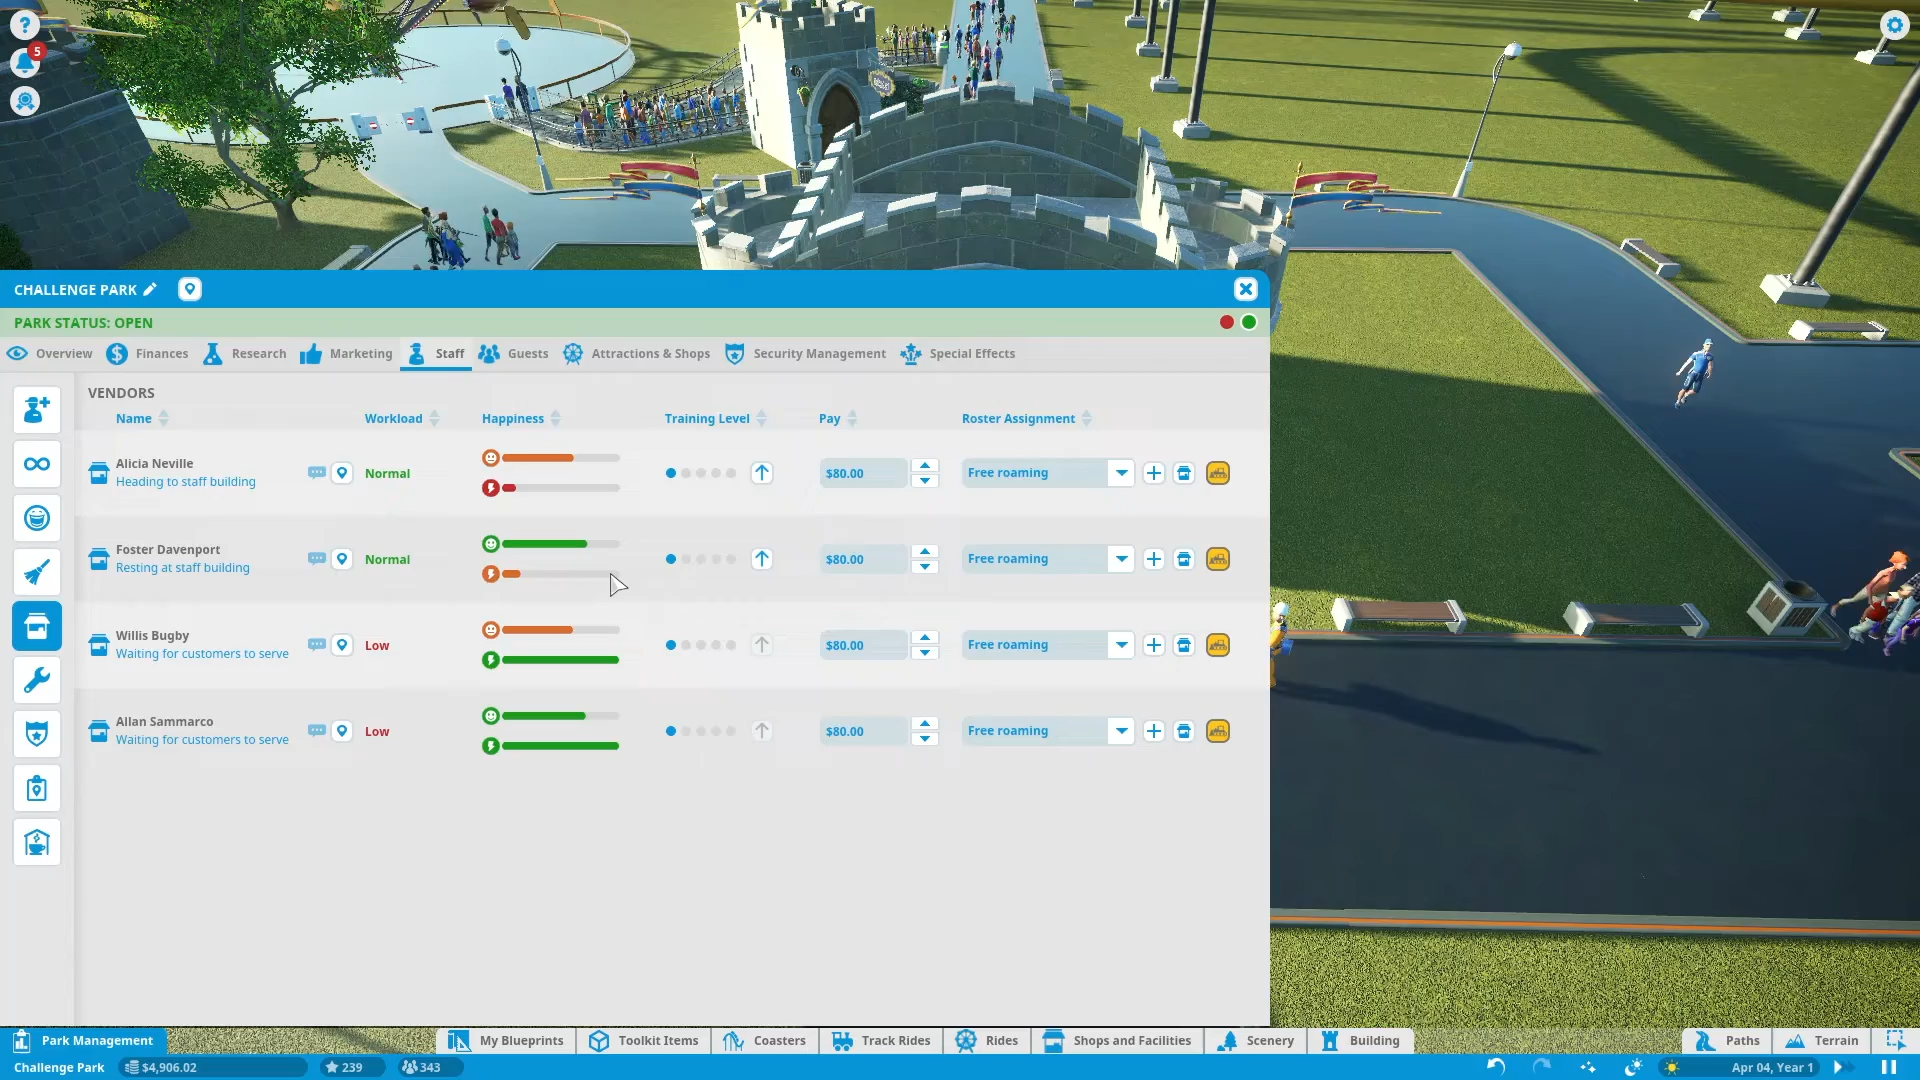 ?
5
CHALLENGE PARK
PARK STATUS: OPEN
Overview Finances Research Marketing Staff Guests Attractions & Shops Security Management Special Effects
VENDORS
Name Workload Happiness Training Level Pay Roster Assignment
Alicia Neville
Heading to staff building
Normal
$80.00
Free roaming
Foster Davenport
Resting at staff building
Normal
$80.00
Free roaming
Willis Bugby
Waiting for customers to serve
Low
$80.00
Free roaming
Allan Sammarco
Waiting for customers to serve
Low
$80.00
Free roaming
Park Management My Blueprints Toolkit Items Coasters Track Rides Rides Shops and Facilities Scenery Building Paths Terrain
Challenge Park $4,906.02 239 343 Apr 04, Year 1